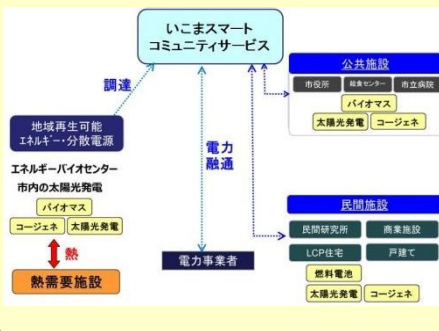 いこまスマート
コミュニティサービス
調達
電力
融通
地域再生可能
エネルギー・分散電源
エネルギーバイオセンター
市内の太陽光発電
バイオマス
コージェネ
太陽光発電
熱
熱需要施設
電力事業者
公共施設
市役所
給食センター
市立病院
バイオマス
太陽光発電
コージェネ
民間施設
民間研究所
商業施設
LCP住宅
戸建て
燃料電池
太陽光発電
コージェネ